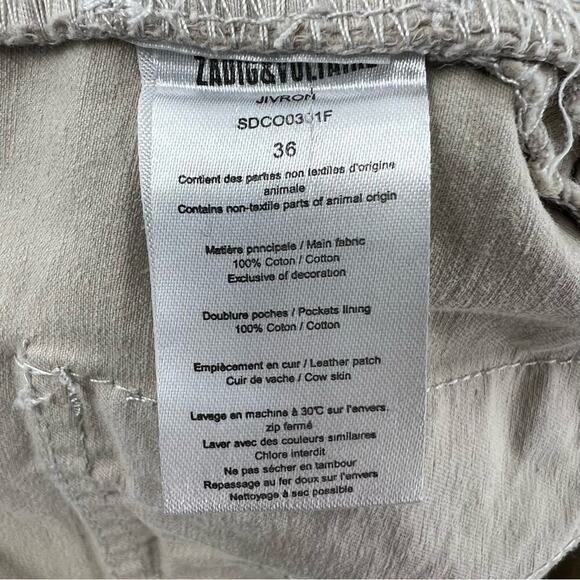 ZADIG&VOLTAIRE
JIVRON
36
Contient des parties non textiles d'origine
animale
Contains non-textile parts of animal origin
Matière principale / Main fabric
100% Coton / Cotton
Exclusive of decoration
Doublure poches / Pockets lining
100% Coton / Cotton
Empiècement en cuir / Leather patch
Cuir de vache / Cow skin
Lavage en machine à 30°C sur l'envers,
zip fermé
Laver avec des couleurs similaires
Chlore interdit
Ne pas sécher en tambour
Repassage au fer doux sur l'envers
Nettoyage à sec possible